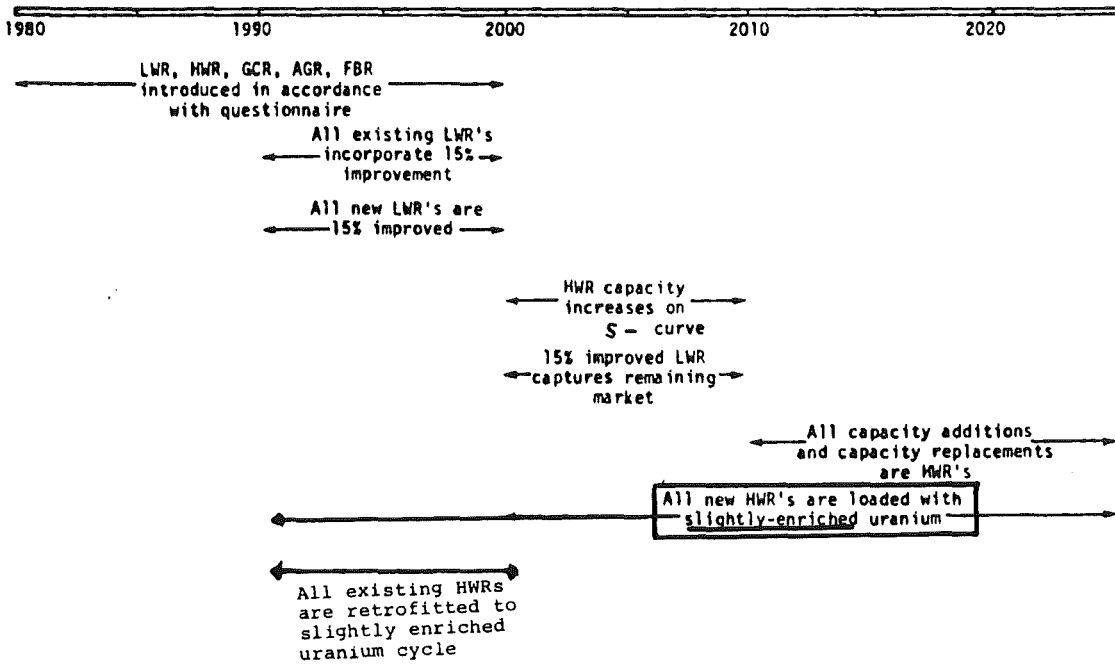 1980 1990 2000 2010 2020
LWR, HWR, GCR, AGR, FBR
introduced in accordance
with questionnaire
All existing LWR's
incorporate 15%
improvement
All new LWR's are
15% improved
HWR capacity
increases on
S - curve
15% improved LWR
captures remaining
market
All capacity additions
and capacity replacements
are HWR's
All new HWR's are loaded with
slightly-enriched uranium
All existing HWRs
are retrofitted to
slightly enriched
uranium cycle